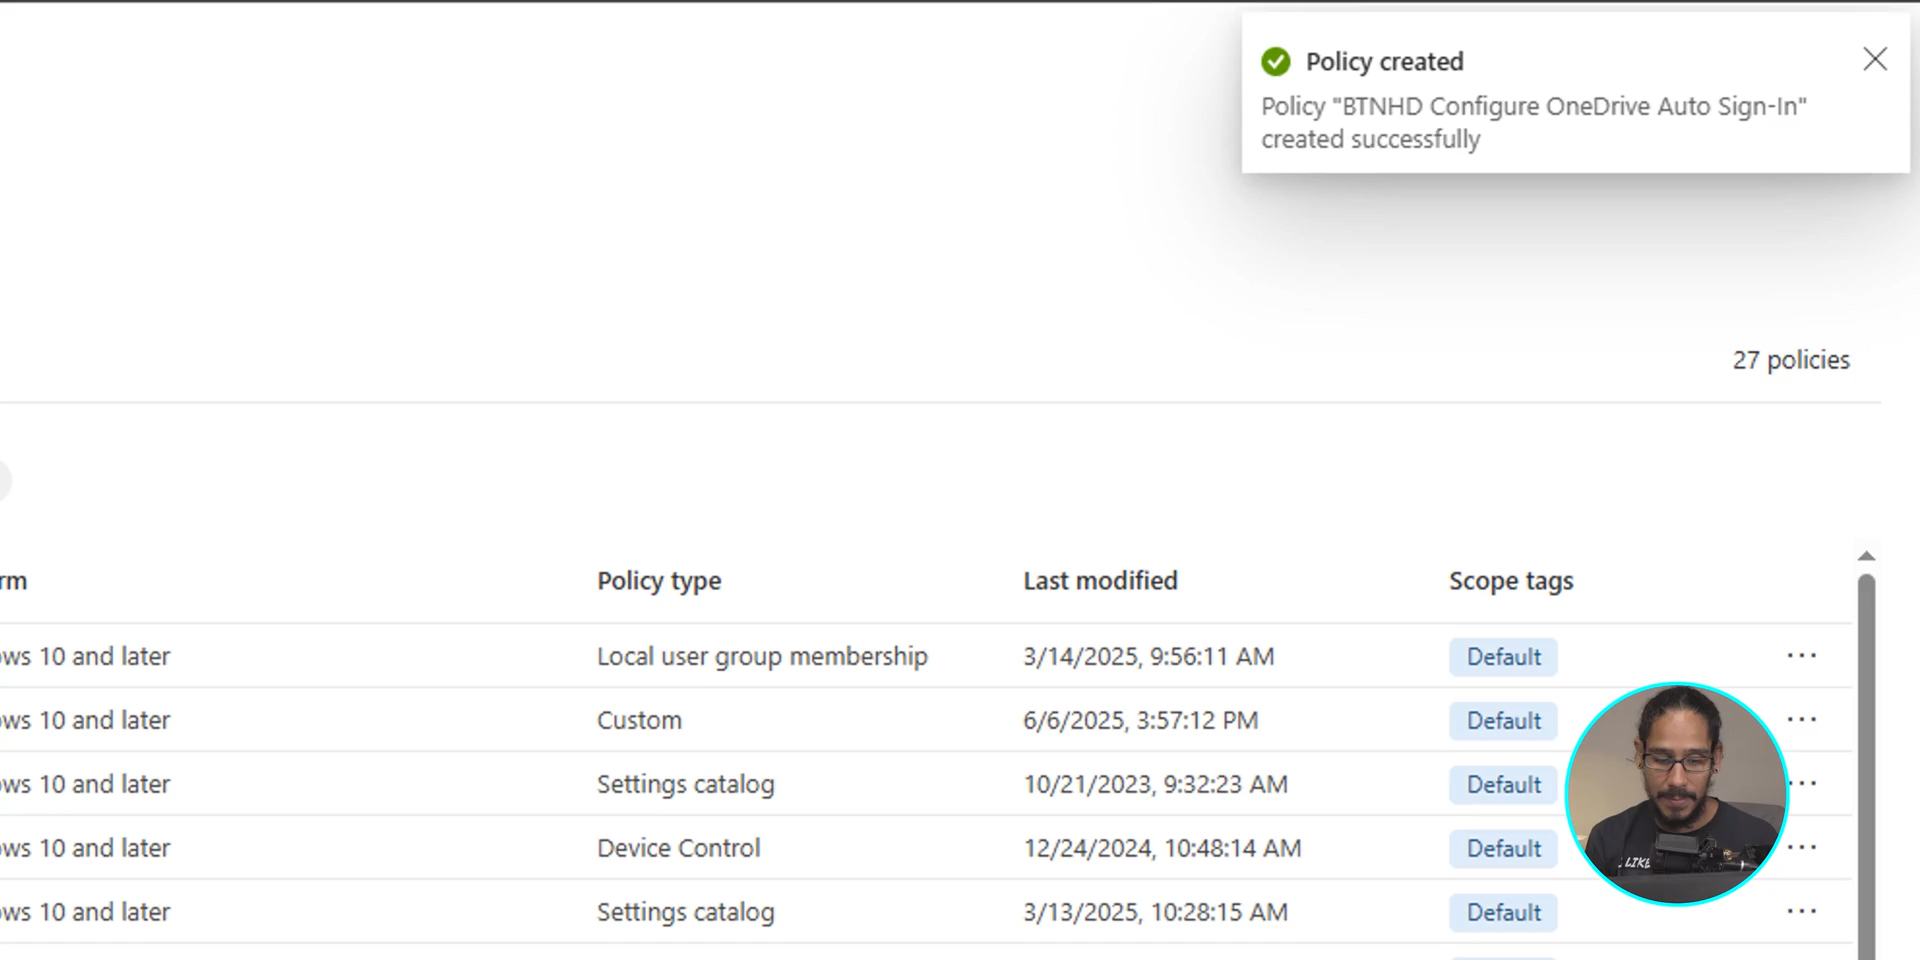 Policy created
Policy "BTNHD Configure OneDrive Auto Sign-In"
created successfully
27 policies
rm Policy type Last modified Scope tags
ows 10 and later Local user group membership 3/14/2025, 9:56:11 AM Default
ows 10 and later Custom 6/6/2025, 3:57:12 PM Default
ows 10 and later Settings catalog 10/21/2023, 9:32:23 AM Default
ows 10 and later Device Control 12/24/2024, 10:48:14 AM Default
ows 10 and later Settings catalog 3/13/2025, 10:28:15 AM Default
I LIKE